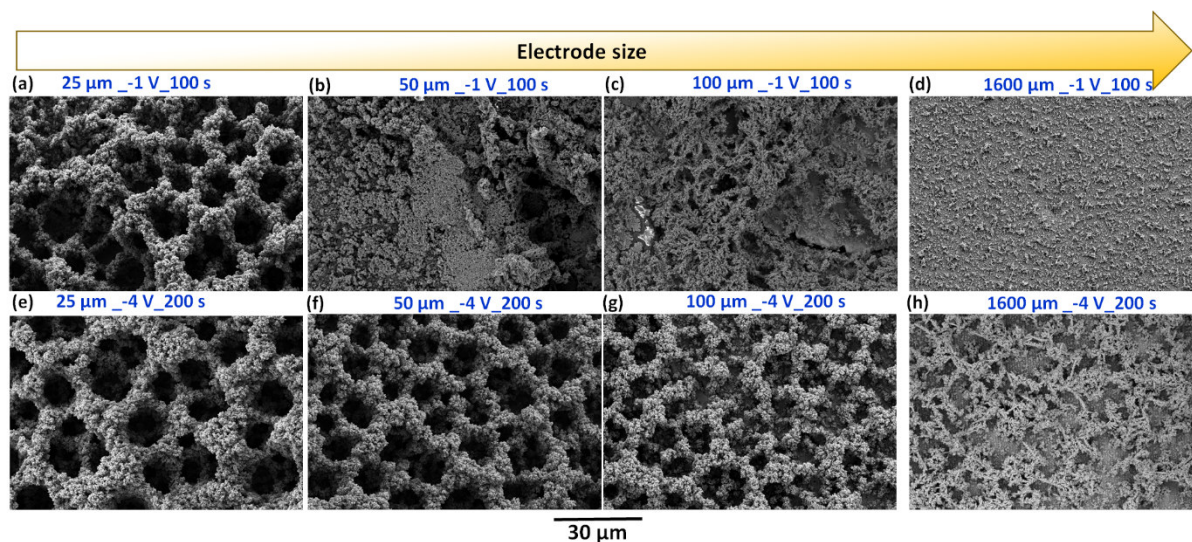 Electrode size
(a) 25 µm _-1 V_100 s
(b) 50 µm _-1 V_100 s
(c) 100 µm _-1 V_100 s
(d) 1600 µm _-1 V_100 s
(e) 25 µm _-4 V_200 s
(f) 50 µm _-4 V_200 s
(g) 100 µm _-4 V_200 s
(h) 1600 µm _-4 V_200 s
30 µm